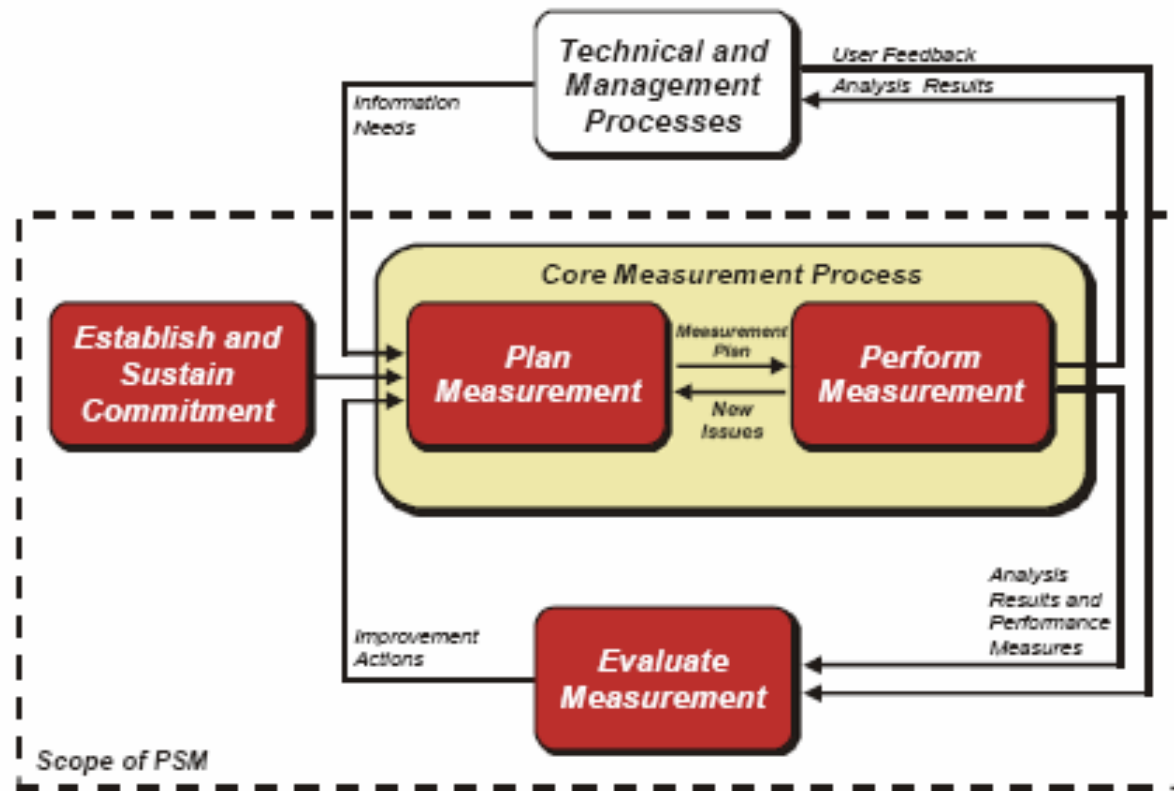 Technical and
Management
Processes
User Feedback
Analysis Results
Information
Needs
Core Measurement Process
Establish and
Sustain
Commitment
Plan
Measurement
Measurement
Plan
New
Issues
Perform
Measurement
Analysis
Results and
Performance
Measures
Improvement
Actions
Evaluate
Measurement
Scope of PSM